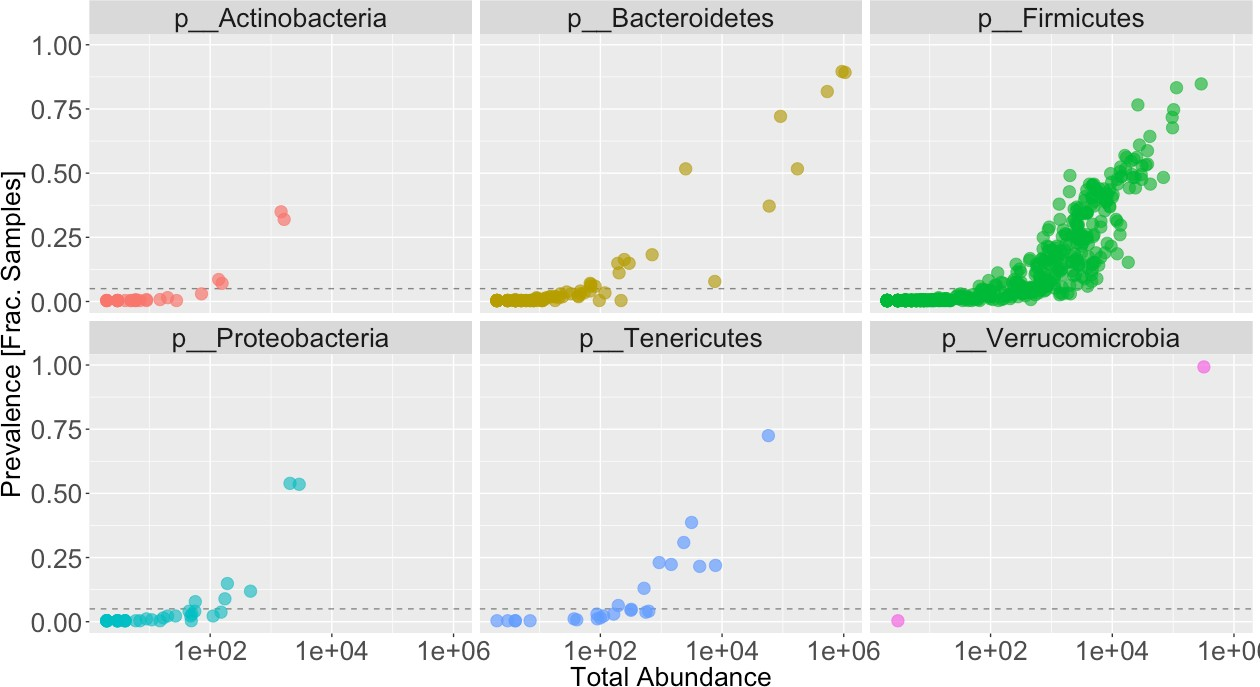 p__Actinobacteria p__Bacteroidetes p__Firmicutes
1.00
0.75
0.50
0.25
0.00
p__Proteobacteria p__Tenericutes p__Verrucomicrobia
1.00
0.75
0.50
0.25
0.00
1e+02 1e+04 1e+06 1e+02 1e+04 1e+06 1e+02 1e+04 1e+0
Total Abundance
Prevalence [Frac. Samples]